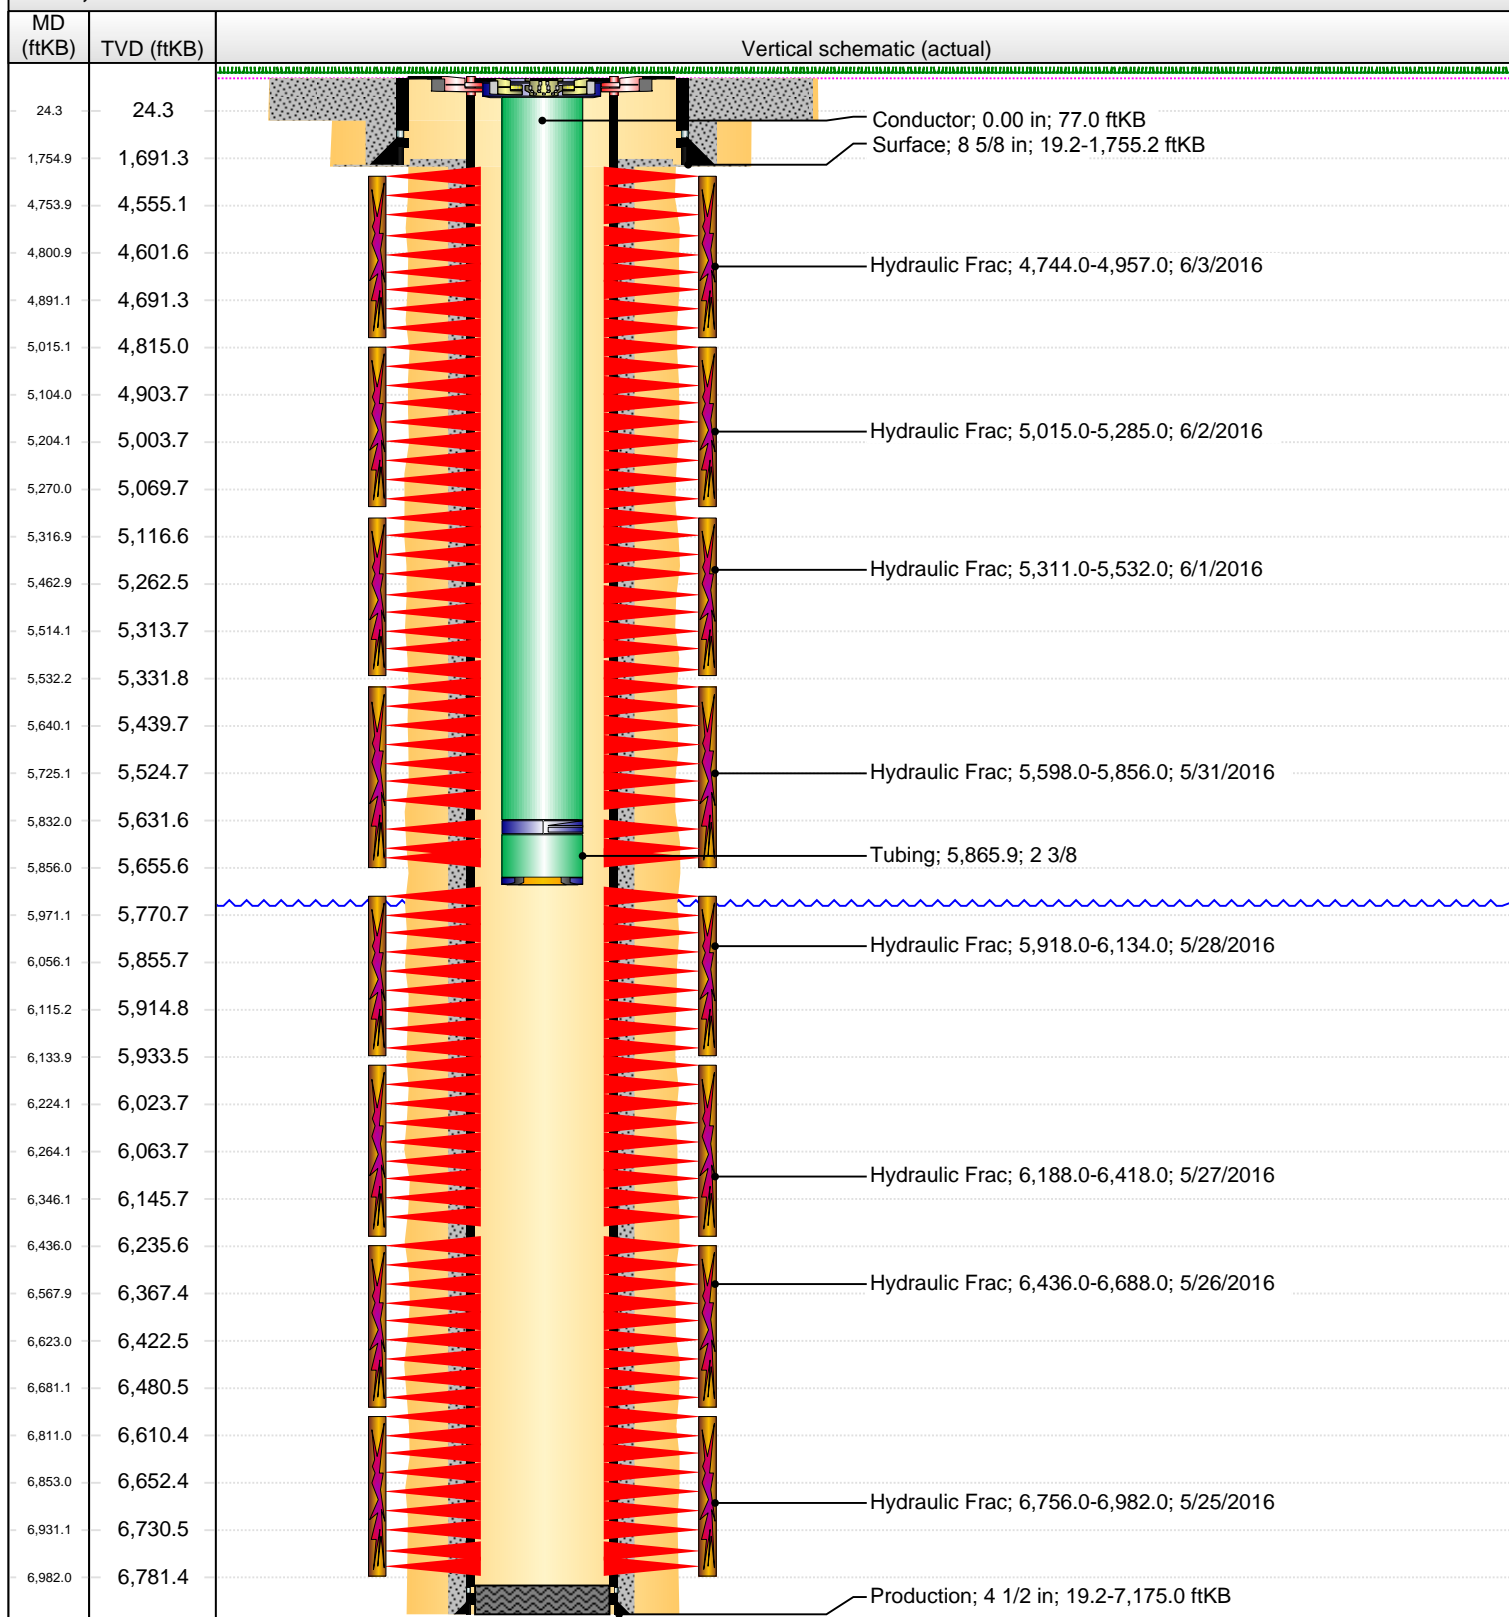 MD (ftKB) TVD (ftKB) Vertical schematic (actual)
24.3 24.3
Conductor; 0.00 in; 77.0 ftKB
Surface; 8 5/8 in; 19.2-1,755.2 ftKB
1,754.9 1,691.3
4,753.9 4,555.1
4,800.9 4,601.6
Hydraulic Frac; 4,744.0-4,957.0; 6/3/2016
4,891.1 4,691.3
5,015.1 4,815.0
5,104.0 4,903.7
Hydraulic Frac; 5,015.0-5,285.0; 6/2/2016
5,204.1 5,003.7
5,270.0 5,069.7
5,316.9 5,116.6
Hydraulic Frac; 5,311.0-5,532.0; 6/1/2016
5,462.9 5,262.5
5,514.1 5,313.7
5,532.2 5,331.8
5,640.1 5,439.7
5,725.1 5,524.7
Hydraulic Frac; 5,598.0-5,856.0; 5/31/2016
5,832.0 5,631.6
Tubing; 5,865.9; 2 3/8
5,856.0 5,655.6
5,971.1 5,770.7
Hydraulic Frac; 5,918.0-6,134.0; 5/28/2016
6,056.1 5,855.7
6,115.2 5,914.8
6,133.9 5,933.5
6,224.1 6,023.7
6,264.1 6,063.7
Hydraulic Frac; 6,188.0-6,418.0; 5/27/2016
6,346.1 6,145.7
6,436.0 6,235.6
Hydraulic Frac; 6,436.0-6,688.0; 5/26/2016
6,567.9 6,367.4
6,623.0 6,422.5
6,681.1 6,480.5
6,811.0 6,610.4
6,853.0 6,652.4
Hydraulic Frac; 6,756.0-6,982.0; 5/25/2016
6,931.1 6,730.5
6,982.0 6,781.4
Production; 4 1/2 in; 19.2-7,175.0 ftKB